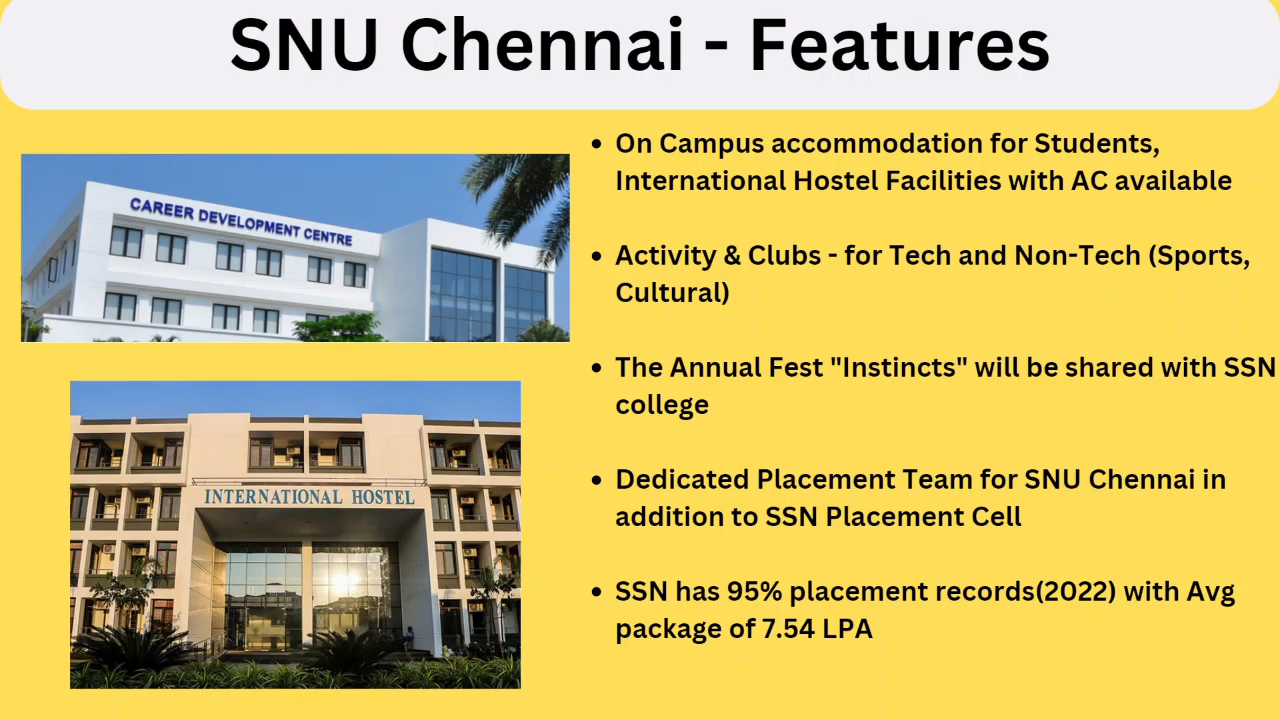 SNU Chennai - Features
CAREER DEVELOPMENT CENTRE
INTERNATIONAL HOSTEL
• On Campus accommodation for Students,
International Hostel Facilities with AC available
• Activity & Clubs - for Tech and Non-Tech (Sports,
Cultural)
• The Annual Fest "Instincts" will be shared with SSN
college
• Dedicated Placement Team for SNU Chennai in
addition to SSN Placement Cell
• SSN has 95% placement records(2022) with Avg
package of 7.54 LPA